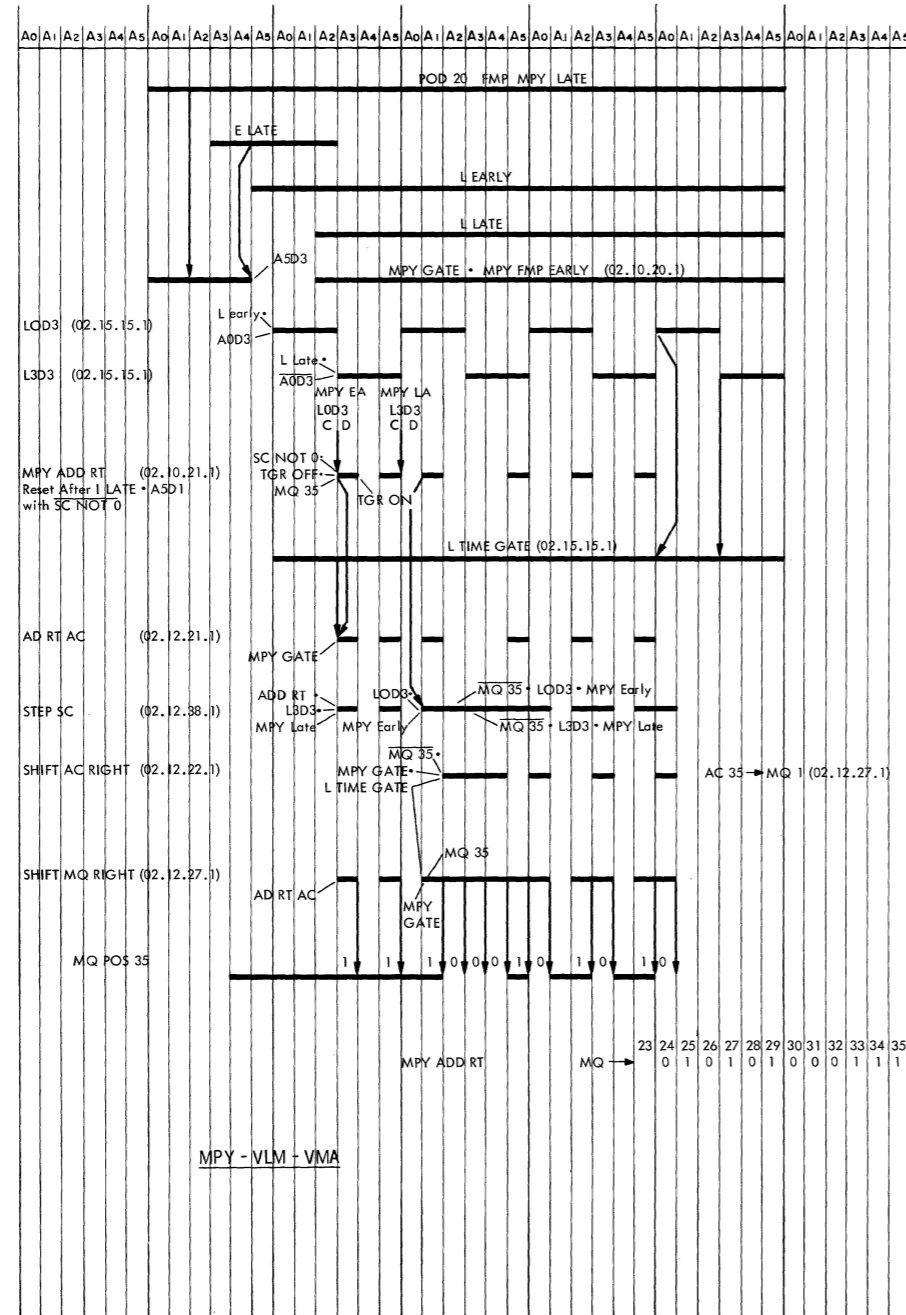 A0 A1 A2 A3 A4 A5 A0 A1 A2 A3 A4 A5 A0 A1 A2 A3 A4 A5 A0 A1 A2 A3 A4 A5 A0 A1 A2 A3 A4 A5 A0 A1 A2 A3 A4 A5 A0 A1 A2 A3 A4 A5
POD 20 FMP MPY LATE
E LATE
L EARLY
L LATE
A5D3
MPY GATE • MPY FMP EARLY (02.10.20.1)
L early•
LOD3 (02.15.15.1)
A0D3
L Late•
L3D3 (02.15.15.1)
A0D3
MPY EA MPY LA
L0D3 L3D3
C D C D
SC NOT 0•
MPY ADD RT (02.10.21.1) TGR OFF•
Reset After I LATE • A5D1 MQ 35 TGR ON
with SC NOT 0
L TIME GATE (02.15.15.1)
AD RT AC (02.12.21.1)
MPY GATE
ADD RT • LOD3• MQ 35 • LOD3 • MPY Early
STEP SC (02.12.38.1) L3D3•
MPY Late MPY Early MQ 35 • L3D3 • MPY Late
MQ 35•
SHIFT AC RIGHT (02.12.22.1) MPY GATE• AC 35 → MQ 1 (02.12.27.1)
L TIME GATE
MQ 35
SHIFT MQ RIGHT (02.12.27.1)
AD RT AC
MPY
GATE
MQ POS 35 1 1 1 0 0 0 1 0 1 0 1 0
23 24 25 26 27 28 29 30 31 32 33 34 35
MPY ADD RT MQ → 0 1 0 1 0 1 0 0 0 1 1 1
MPY - VLM - VMA